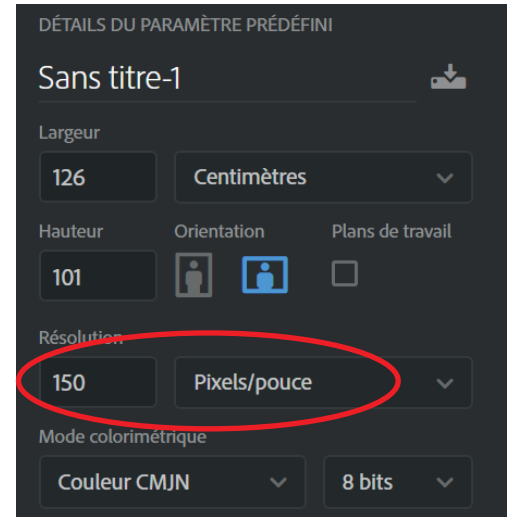 DÉTAILS DU PARAMÈTRE PRÉDÉFINI
Sans titre-1
Largeur
126 Centimètres
Hauteur Orientation Plans de travail
101
Résolution
150 Pixels/pouce
Mode colorimétrique
Couleur CMJN 8 bits